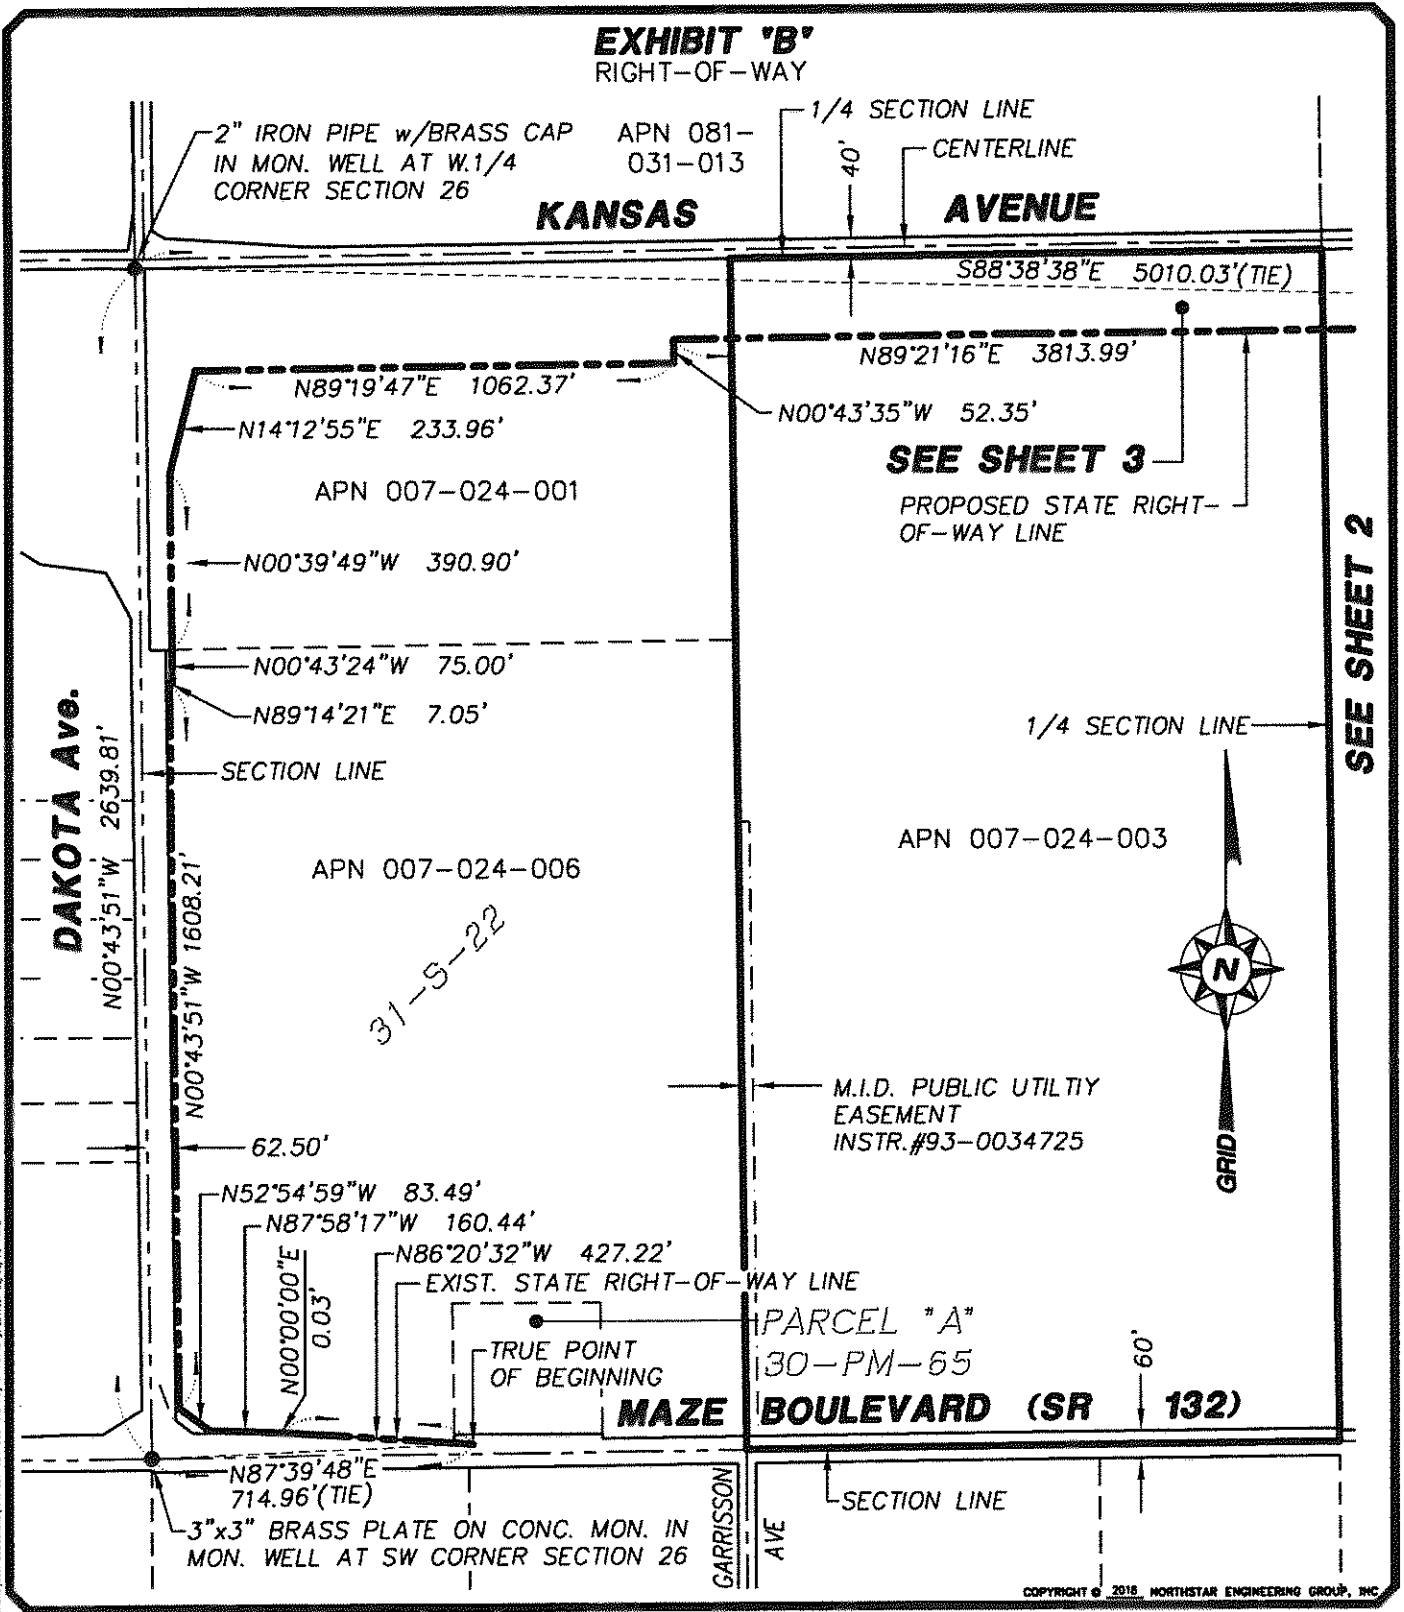 EXHIBIT "B"
RIGHT-OF-WAY
2" IRON PIPE w/BRASS CAP
IN MON. WELL AT W.1/4
CORNER SECTION 26
APN 081-
031-013
1/4 SECTION LINE
40'
CENTERLINE
KANSAS AVENUE
S88°38'38"E 5010.03'(TIE)
N89°21'16"E 3813.99'
N89°19'47"E 1062.37'
N00°43'35"W 52.35'
N14°12'55"E 233.96'
SEE SHEET 3
APN 007-024-001
PROPOSED STATE RIGHT-
OF-WAY LINE
N00°39'49"W 390.90'
SEE SHEET 2
N00°43'24"W 75.00'
N89°14'21"E 7.05'
1/4 SECTION LINE
DAKOTA Ave.
N00°43'51"W 2639.81'
SECTION LINE
N00°43'51"W 1608.21'
APN 007-024-006
APN 007-024-003
31-S-22
N
GRID
M.I.D. PUBLIC UTILTIY
EASEMENT
INSTR.#93-0034725
62.50'
N52°54'59"W 83.49'
N87°58'17"W 160.44'
N00°00'00"E
0.03'
N86°20'32"W 427.22'
EXIST. STATE RIGHT-OF-WAY LINE
PARCEL "A"
30-PM-65
TRUE POINT
OF BEGINNING
60'
MAZE BOULEVARD (SR 132)
N87°39'48"E
714.96'(TIE)
SECTION LINE
3"x3" BRASS PLATE ON CONC. MON. IN
MON. WELL AT SW CORNER SECTION 26
GARRISSON
AVE
COPYRIGHT © 2018 NORTHSTAR ENGINEERING GROUP, INC